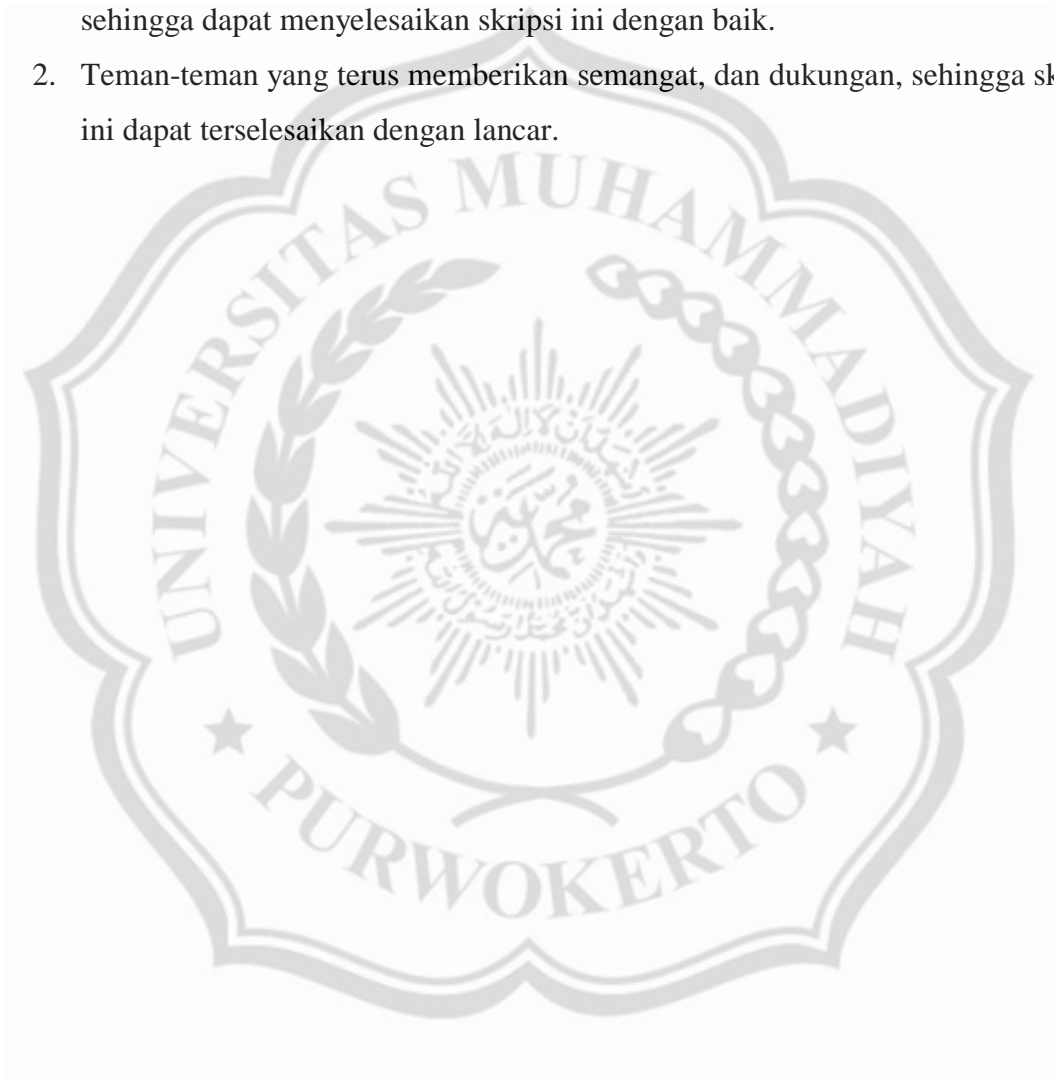 sehingga dapat menyelesaikan skripsi ini dengan baik.
2. Teman-teman yang terus memberikan semangat, dan dukungan, sehingga sk
ini dapat terselesaikan dengan lancar.
UNIVERSITAS MUHAMMADIYAH
PURWOKERTO
محمدية